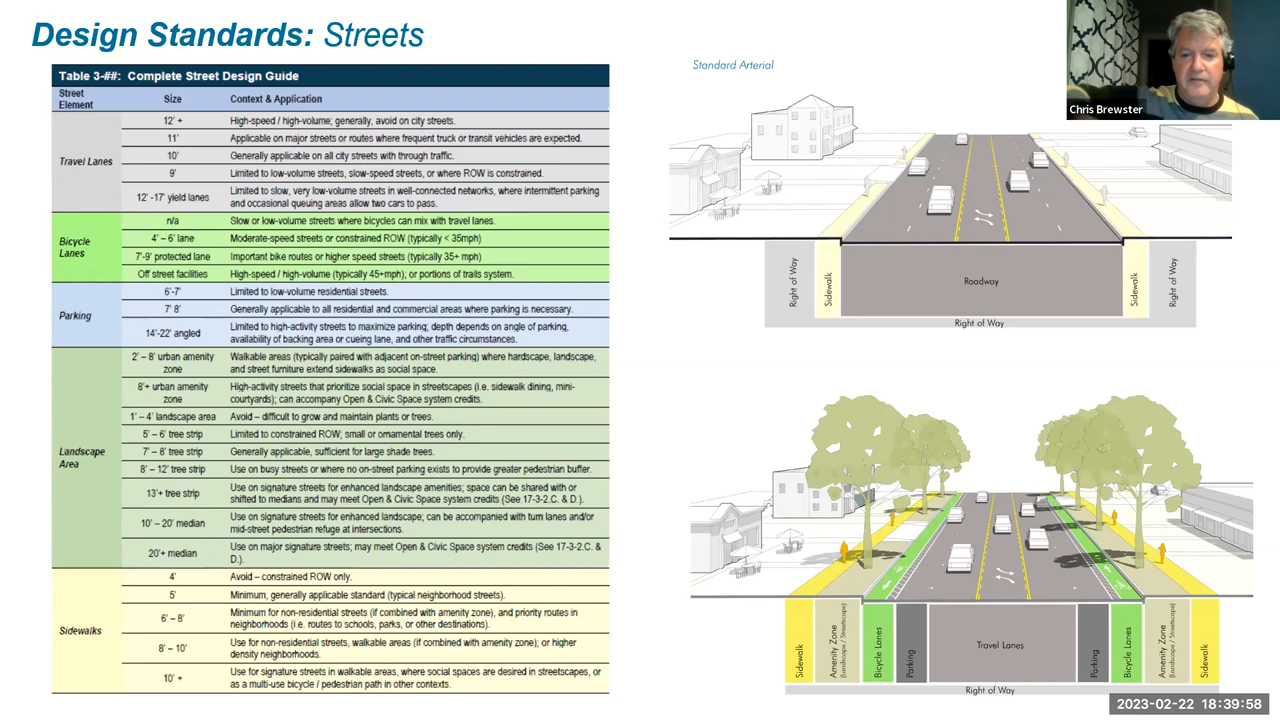 Design Standards: Streets
Table 3-##: Complete Street Design Guide
Street
Element
Size
Context & Application
Travel Lanes
12' +
High-speed / high-volume; generally, avoid on city streets.
11'
Applicable on major streets or routes where frequent truck or transit vehicles are expected.
10'
Generally applicable on all city streets with through traffic.
9'
Limited to low-volume streets, slow-speed streets, or where ROW is constrained.
12' -17' yield lanes
Limited to slow, very low-volume streets in well-connected networks, where intermittent parking
and occasional queuing areas allow two cars to pass.
Bicycle
Lanes
n/a
Slow or low-volume streets where bicycles can mix with travel lanes.
4' – 6' lane
Moderate-speed streets or constrained ROW (typically < 35mph)
7'-9' protected lane
Important bike routes or higher speed streets (typically 35+ mph)
Off street facilities
High-speed / high-volume (typically 45+mph); or portions of trails system.
Parking
6'-7'
Limited to low-volume residential streets.
7' 8'
Generally applicable to all residential and commercial areas where parking is necessary.
14'-22' angled
Limited to high-activity streets to maximize parking; depth depends on angle of parking,
availability of backing area or cueing lane, and other traffic circumstances.
Landscape
Area
2' – 8' urban amenity
zone
Walkable areas (typically paired with adjacent on-street parking) where hardscape, landscape,
and street furniture extend sidewalks as social space.
8'+ urban amenity
zone
High-activity streets that prioritize social space in streetscapes (i.e. sidewalk dining, mini-
courtyards); can accompany Open & Civic Space system credits.
1' – 4' landscape area
Avoid – difficult to grow and maintain plants or trees.
5' – 6' tree strip
Limited to constrained ROW; small or ornamental trees only.
7' – 8' tree strip
Generally applicable, sufficient for large shade trees.
8' – 12' tree strip
Use on busy streets or where no on-street parking exists to provide greater pedestrian buffer.
13'+ tree strip
Use on signature streets for enhanced landscape amenities; space can be shared with or
shifted to medians and may meet Open & Civic Space system credits (See 17-3-2.C. & D.).
10' – 20' median
Use on signature streets for enhanced landscape; can be accompanied with turn lanes and/or
mid-street pedestrian refuge at intersections.
20'+ median
Use on major signature streets; may meet Open & Civic Space system credits (See 17-3-2.C. &
D.).
Sidewalks
4'
Avoid – constrained ROW only.
5'
Minimum, generally applicable standard (typical neighborhood streets).
6' – 8'
Minimum for non-residential streets (if combined with amenity zone), and priority routes in
neighborhoods (i.e. routes to schools, parks, or other destinations).
8' – 10'
Use for non-residential streets, walkable areas (if combined with amenity zone); or higher
density neighborhoods.
10' +
Use for signature streets in walkable areas, where social spaces are desired in streetscapes, or
as a multi-use bicycle / pedestrian path in other contexts.
Standard Arterial
Right of Way
Sidewalk
Roadway
Sidewalk
Right of Way
Right of Way
Sidewalk
Amenity Zone
(Landscape / Streetscape)
Bicycle Lanes
Parking
Travel Lanes
Parking
Bicycle Lanes
Amenity Zone
(Landscape / Streetscape)
Sidewalk
Right of Way
Chris Brewster
2023-02-22 18:39:58